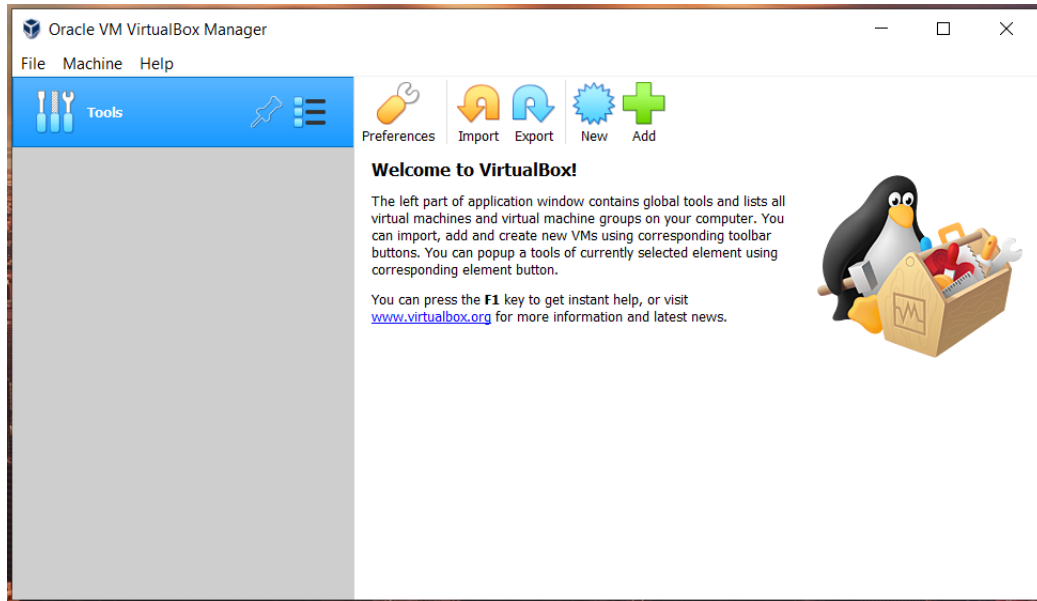 Oracle VM VirtualBox Manager
File Machine Help
Tools
Preferences Import Export New Add
Welcome to VirtualBox!
The left part of application window contains global tools and lists all
virtual machines and virtual machine groups on your computer. You
can import, add and create new VMs using corresponding toolbar
buttons. You can popup a tools of currently selected element using
corresponding element button.
You can press the F1 key to get instant help, or visit
www.virtualbox.org for more information and latest news.